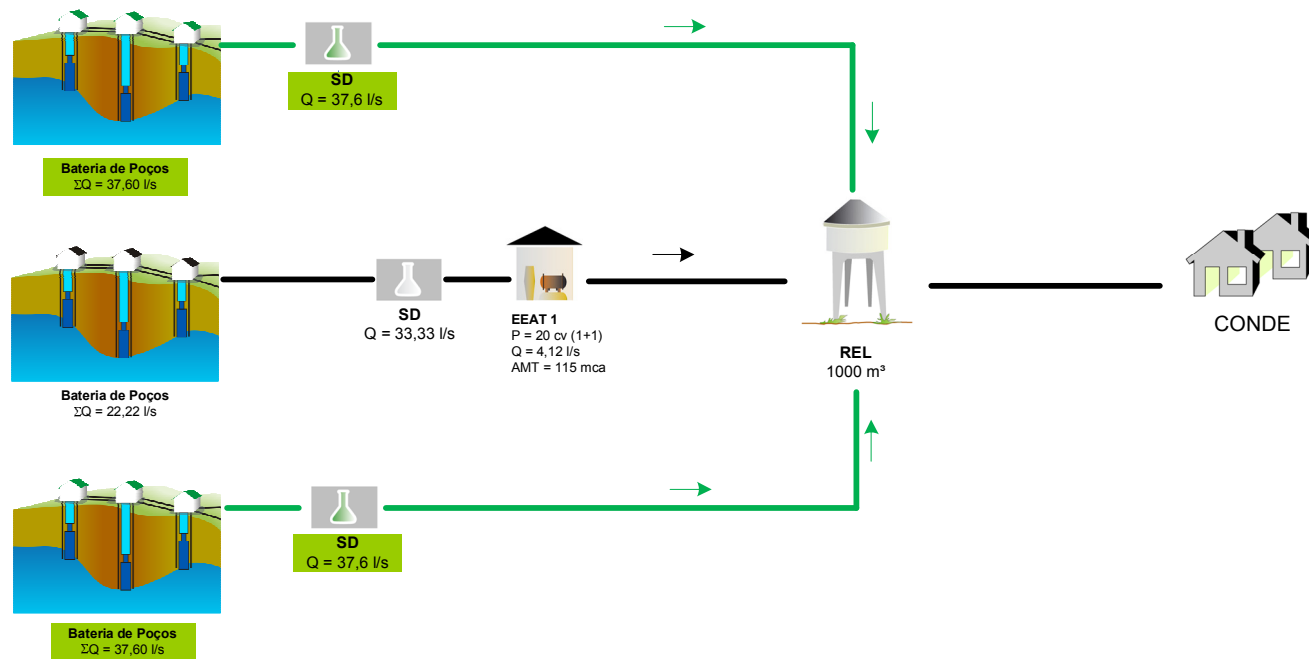 SD
Q = 37,6 l/s
Bateria de Poços
ΣQ = 37,60 l/s
SD
Q = 33,33 l/s
EEAT 1
P = 20 cv (1+1)
Q = 4,12 l/s
AMT = 115 mca
REL
1000 m³
CONDE
Bateria de Poços
ΣQ = 22,22 l/s
SD
Q = 37,6 l/s
Bateria de Poços
ΣQ = 37,60 l/s